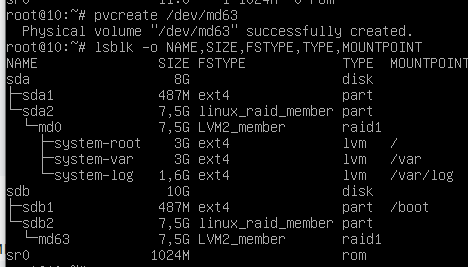 sr0 11:0 1 1024M 0 rom
root@10:~# pvcreate /dev/md63
Physical volume "/dev/md63" successfully created.
root@10:~# lsblk -o NAME,SIZE,FSTYPE,TYPE,MOUNTPOINT
NAME SIZE FSTYPE TYPE MOUNTPOINT
sda 8G disk
├─sda1 487M ext4 part
└─sda2 7,5G linux_raid_member part
└─md0 7,5G LVM2_member raid1
├─system-root 3G ext4 lvm /
├─system-var 3G ext4 lvm /var
└─system-log 1,6G ext4 lvm /var/log
sdb 10G disk
├─sdb1 487M ext4 part /boot
└─sdb2 7,5G linux_raid_member part
└─md63 7,5G LVM2_member raid1
sr0 1024M rom